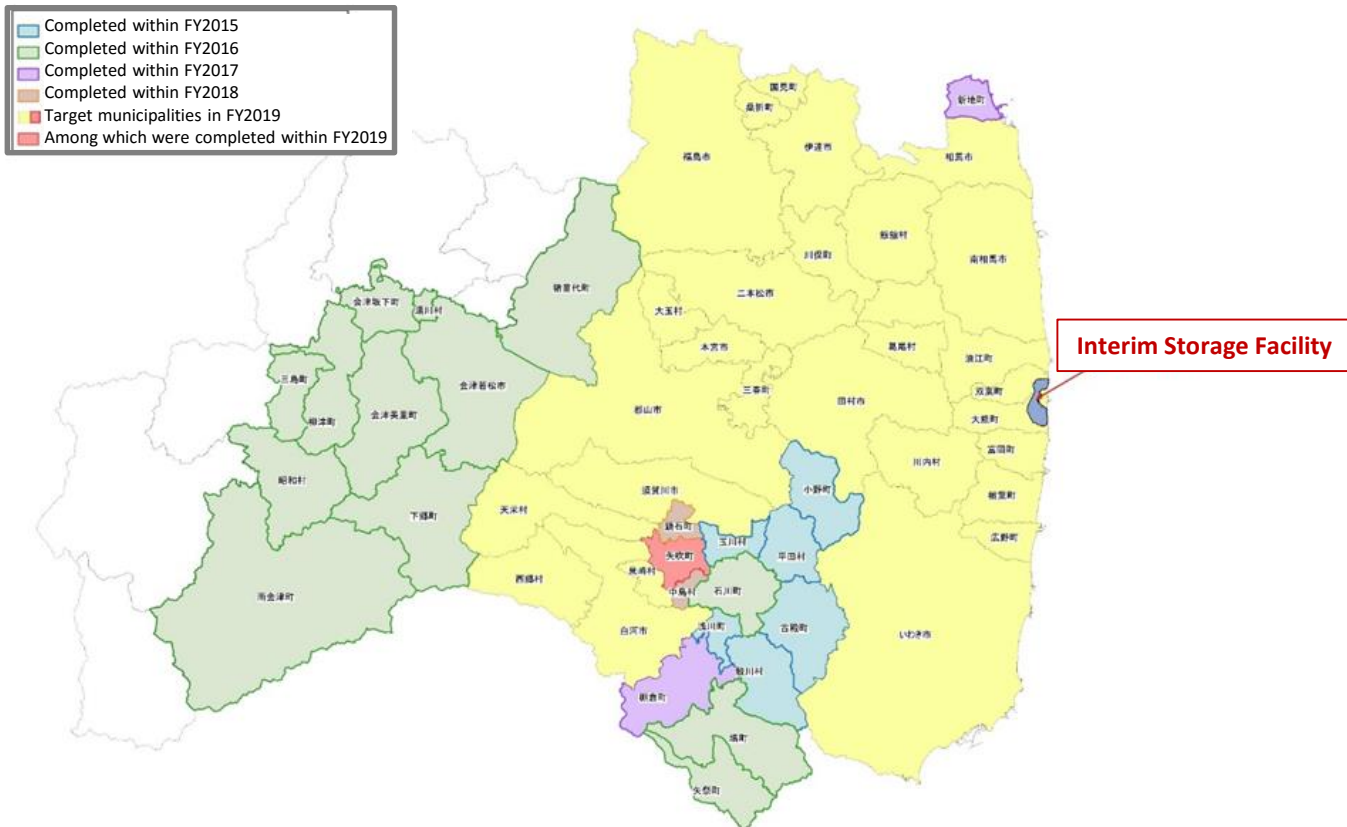 Completed within FY2015
Completed within FY2016
Completed within FY2017
Completed within FY2018
Target municipalities in FY2019
Among which were completed within FY2019
国見町
桑折町
新地町
伊達市
福島市
相馬市
飯舘村
川俣町
南相馬市
猪苗代町
二本松市
会津坂下町
湯川村
大玉村
本宮市
葛尾村
浪江町
Interim Storage Facility
三島町
会津若松市
三春町
双葉町
柳津町
会津美里町
郡山市
田村市
大熊町
富岡町
川内村
昭和村
須賀川市
小野町
楢葉町
天栄村
下郷町
鏡石町
広野町
玉川村
矢吹町
平田村
泉崎村
西郷村
中島村
石川町
南会津町
浅川町
古殿町
白河市
いわき市
鮫川村
棚倉町
塙町
矢祭町